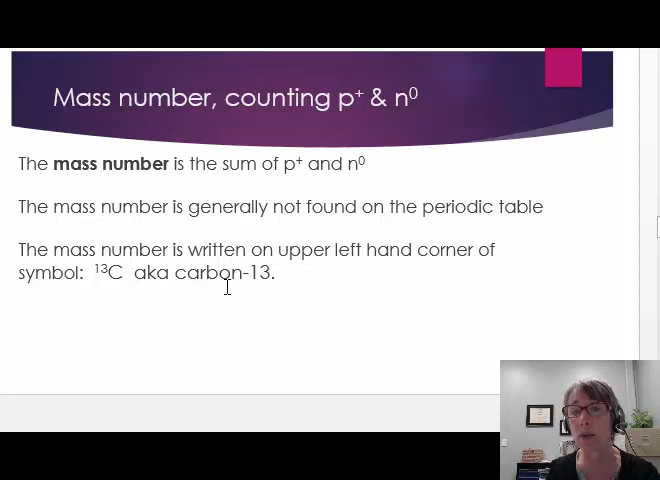 Mass number, counting p⁺ & n⁰
The mass number is the sum of p⁺ and n⁰
The mass number is generally not found on the periodic table
The mass number is written on upper left hand corner of
symbol: ¹³C aka carbon-13.